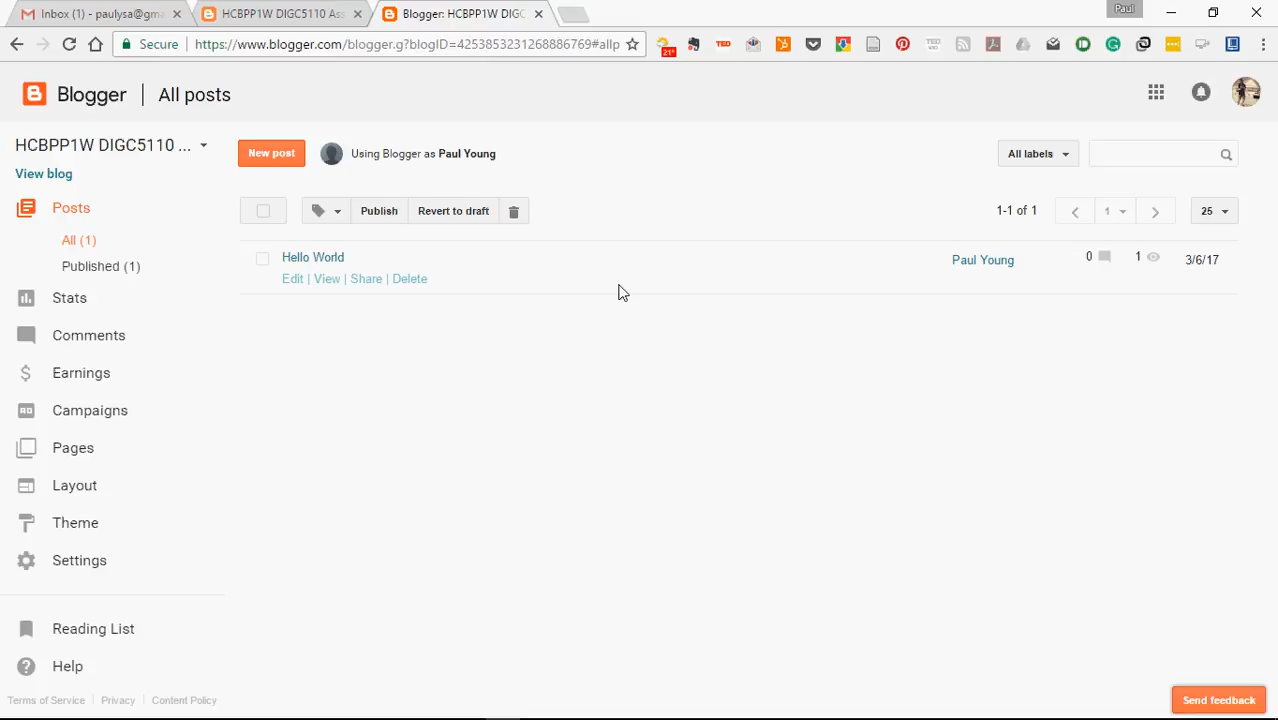 Inbox (1) - paulysa@gma
HCBPP1W DIGC5110 Ass
Blogger: HCBPP1W DIGC
Paul
Secure
https://www.blogger.com/blogger.g?blogID=4253853231268886769#allp
21°
TED
Blogger | All posts
HCBPP1W DIGC5110 ...
View blog
New post
Using Blogger as Paul Young
All labels
Posts
All (1)
Published (1)
Stats
Comments
Earnings
Campaigns
Pages
Layout
Theme
Settings
Reading List
Help
Publish
Revert to draft
1-1 of 1
1
25
Hello World
Edit | View | Share | Delete
Paul Young
0
1
3/6/17
Terms of Service | Privacy | Content Policy
Send feedback